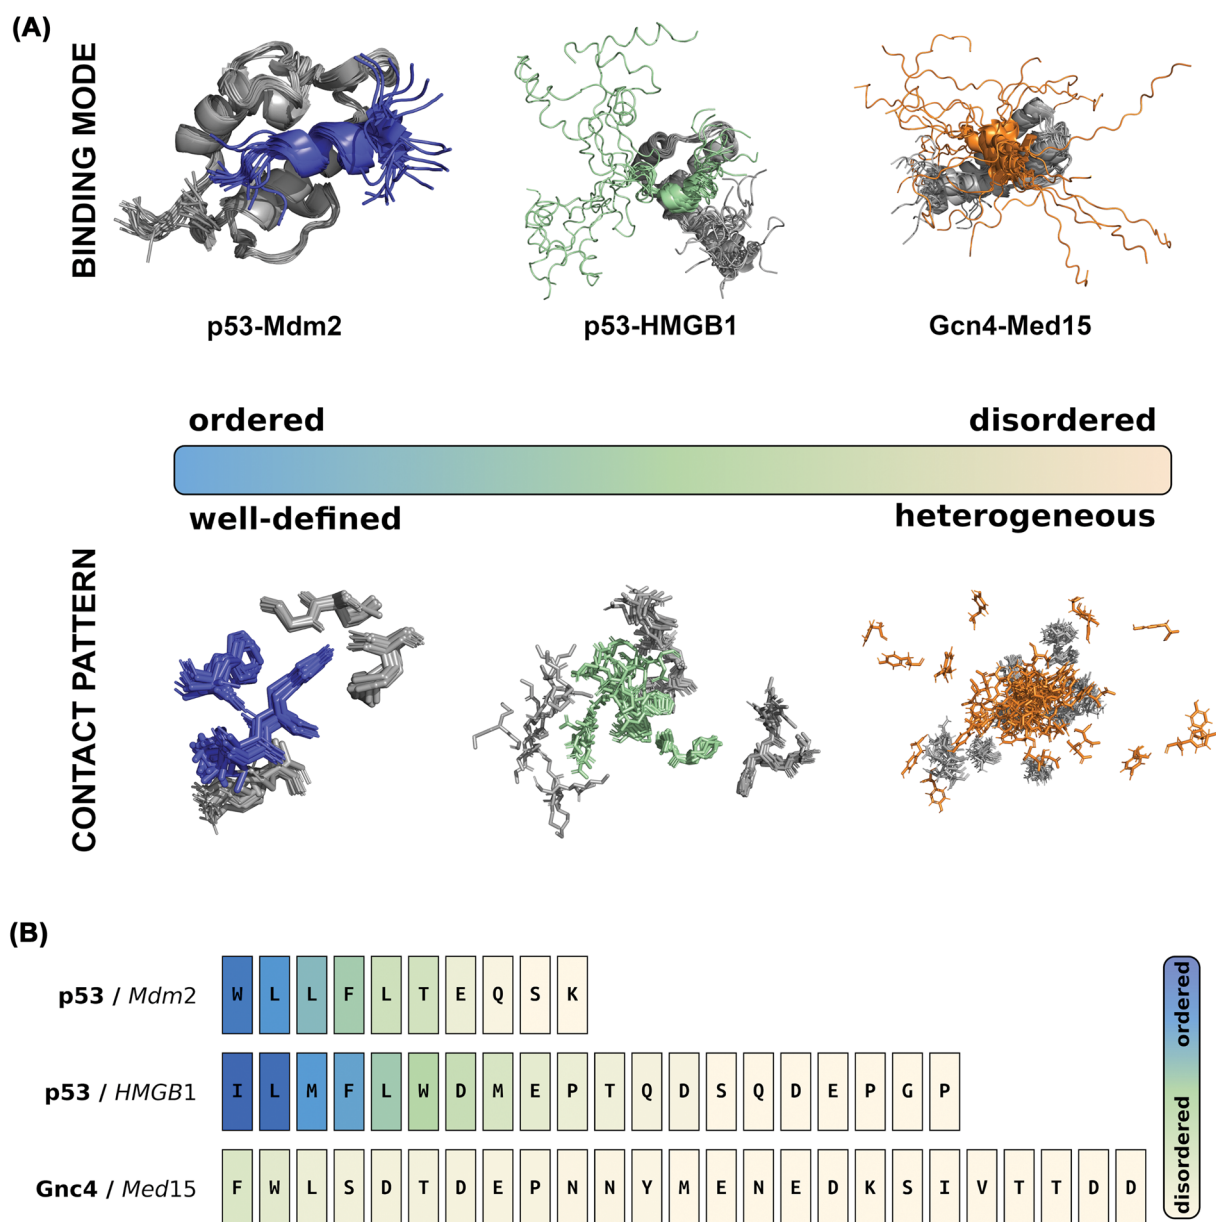 (A)
BINDING MODE
p53-Mdm2
p53-HMGB1
Gcn4-Med15
ordered
disordered
well-defined
heterogeneous
CONTACT PATTERN
(B)
p53 / Mdm2
W L L F L T E Q S K
p53 / HMGB1
I L M F L W D M E P T Q D S Q D E P G P
Gnc4 / Med15
F W L S D T D E P N N Y M E N E D K S I V T T D D
ordered
disordered